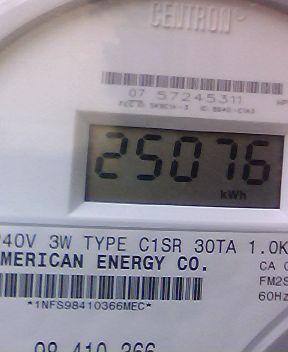 CENTRON®
07 57245311
25076
kWh
240V 3W TYPE C1SR 30TA 1.0K
MERICAN ENERGY CO.
CA
FM2S
60Hz
*1NFS98410366MEC*
98 410 366